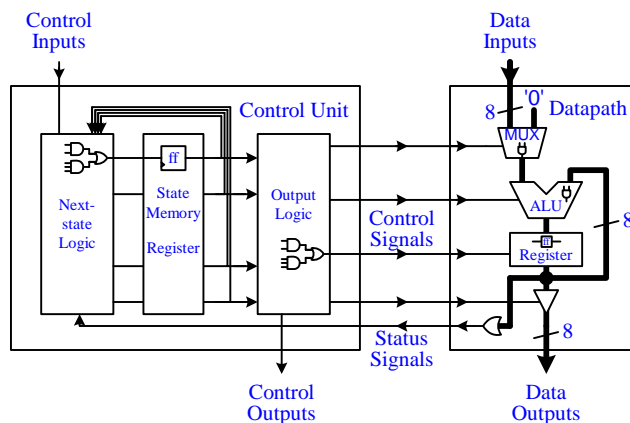 Control
Inputs
Data
Inputs
Control Unit
8
'0'
Datapath
MUX
ff
Next-
state
Logic
State
Memory
Register
Output
Logic
ALU
Control
Signals
ff
Register
8
Status
Signals
8
Control
Outputs
Data
Outputs